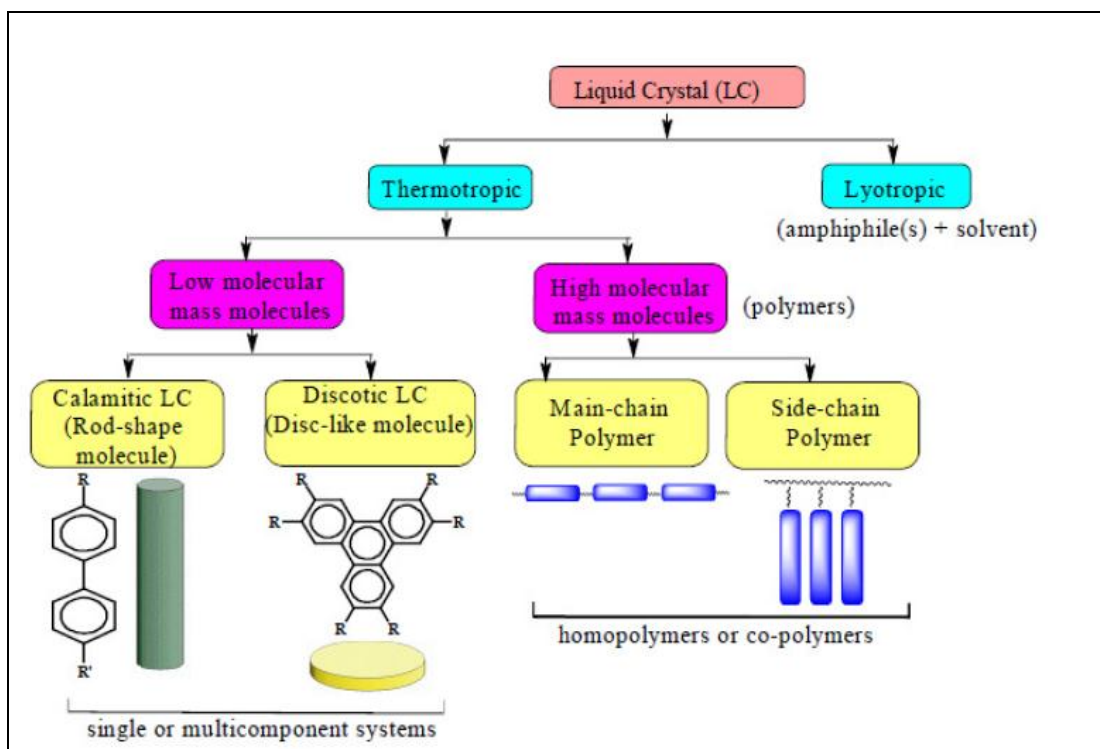 Liquid Crystal (LC)
Thermotropic
Lyotropic
(amphiphile(s) + solvent)
Low molecular
mass molecules
High molecular
mass molecules
(polymers)
Calamitic LC
(Rod-shape
molecule)
Discotic LC
(Disc-like molecule)
Main-chain
Polymer
Side-chain
Polymer
R
R'
R
R
R
R
R
R
homopolymers or co-polymers
single or multicomponent systems